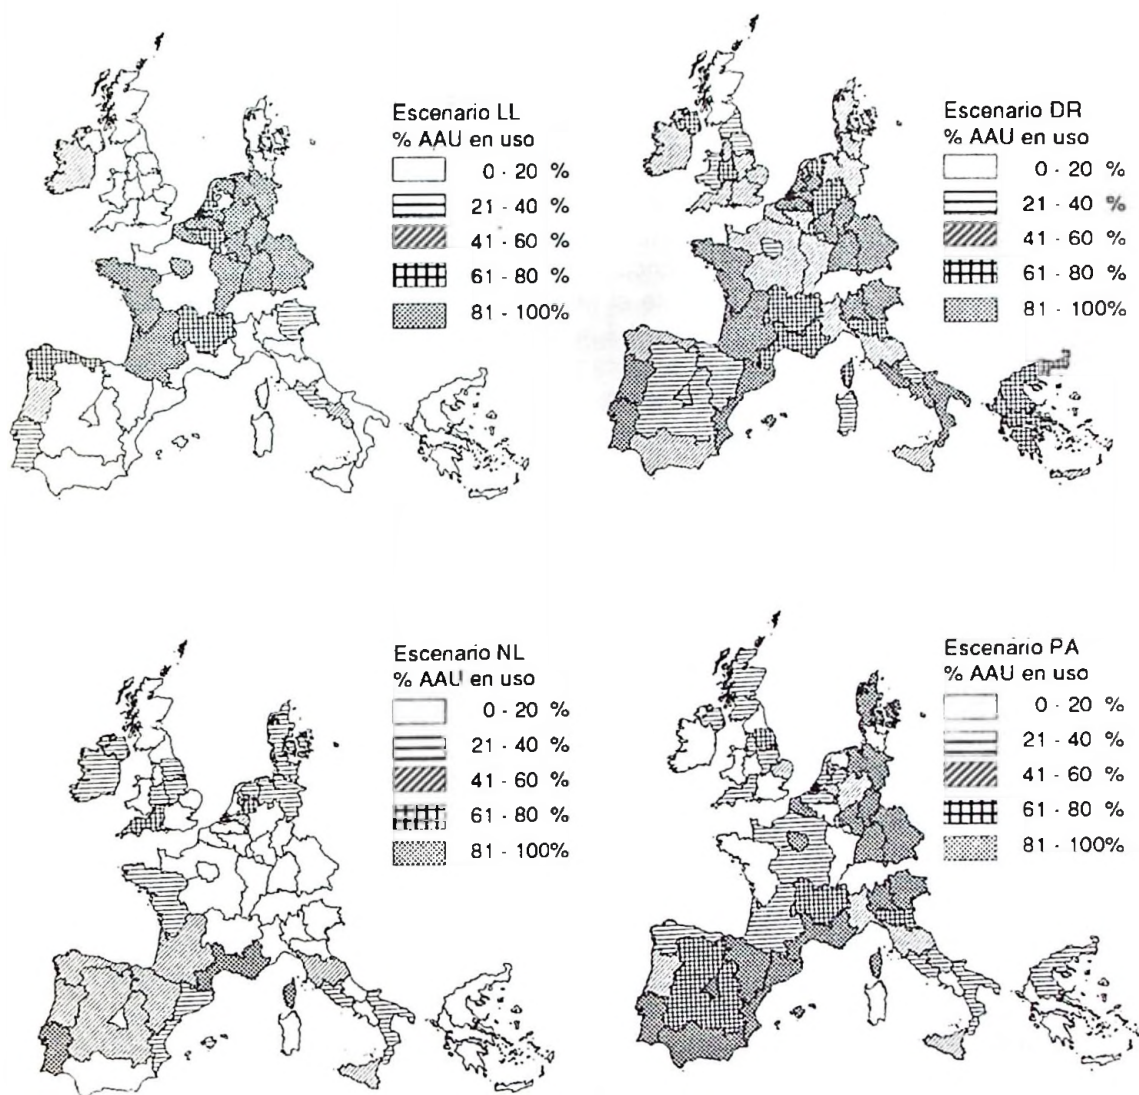 Escenario LL
% AAU en uso
0 - 20 %
21 - 40 %
41 - 60 %
61 - 80 %
81 - 100%
Escenario DR
% AAU en uso
0 - 20 %
21 - 40 %
41 - 60 %
61 - 80 %
81 - 100%
Escenario NL
% AAU en uso
0 - 20 %
21 - 40 %
41 - 60 %
61 - 80 %
81 - 100%
Escenario PA
% AAU en uso
0 - 20 %
21 - 40 %
41 - 60 %
61 - 80 %
81 - 100%